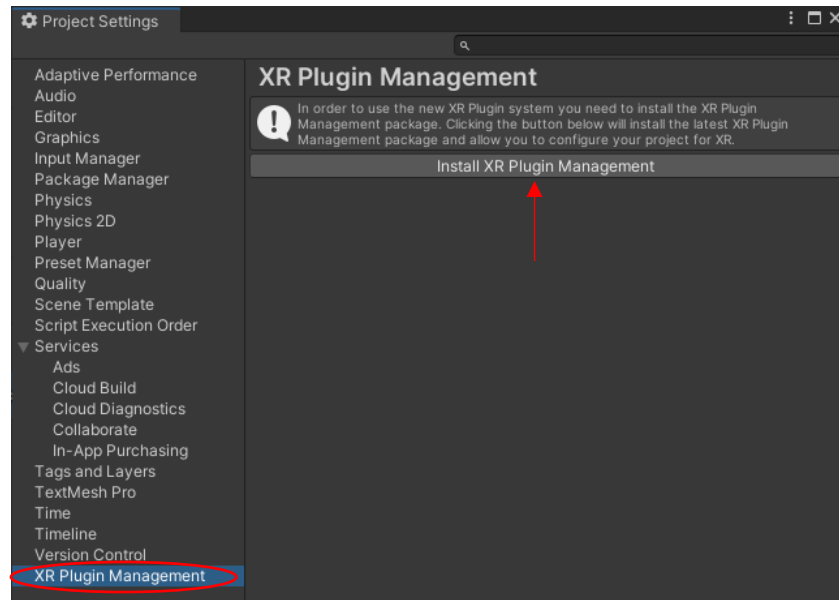 Project Settings
Adaptive Performance
Audio
Editor
Graphics
Input Manager
Package Manager
Physics
Physics 2D
Player
Preset Manager
Quality
Scene Template
Script Execution Order
Services
Ads
Cloud Build
Cloud Diagnostics
Collaborate
In-App Purchasing
Tags and Layers
TextMesh Pro
Time
Timeline
Version Control
XR Plugin Management
XR Plugin Management
In order to use the new XR Plugin system you need to install the XR Plugin
Management package. Clicking the button below will install the latest XR Plugin
Management package and allow you to configure your project for XR.
Install XR Plugin Management